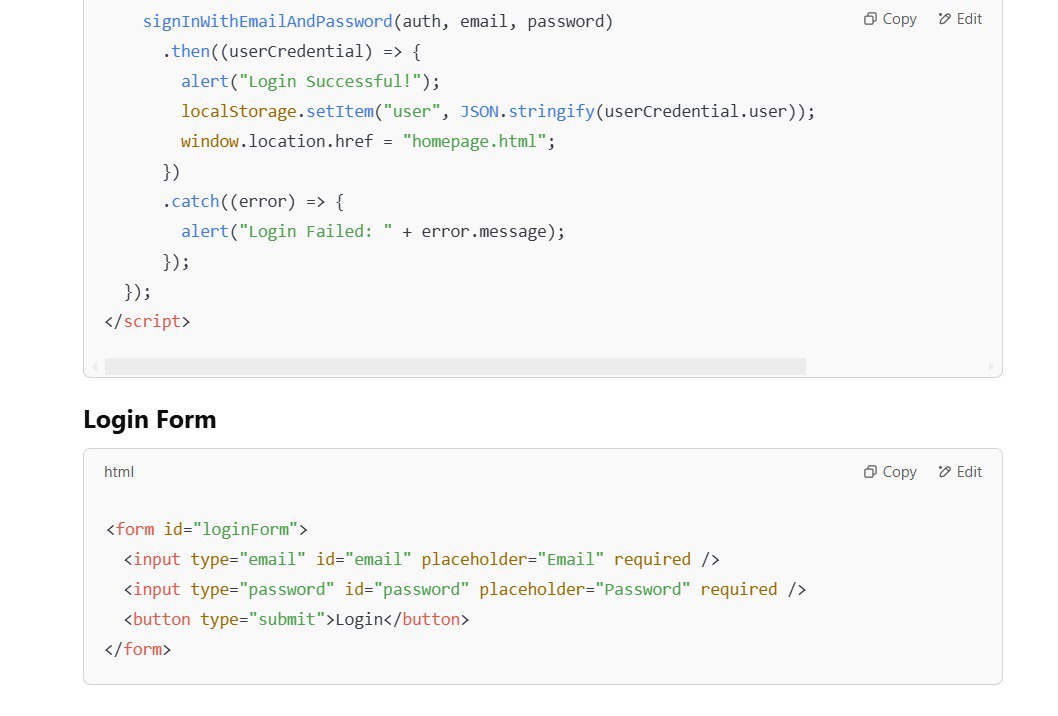 signInWithEmailAndPassword(auth, email, password)
Copy Edit
.then((userCredential) => {
alert("Login Successful!");
localStorage.setItem("user", JSON.stringify(userCredential.user));
window.location.href = "homepage.html";
})
.catch((error) => {
alert("Login Failed: " + error.message);
});
});
</script>
Login Form
html
Copy Edit
<form id="loginForm">
<input type="email" id="email" placeholder="Email" required />
<input type="password" id="password" placeholder="Password" required />
<button type="submit">Login</button>
</form>